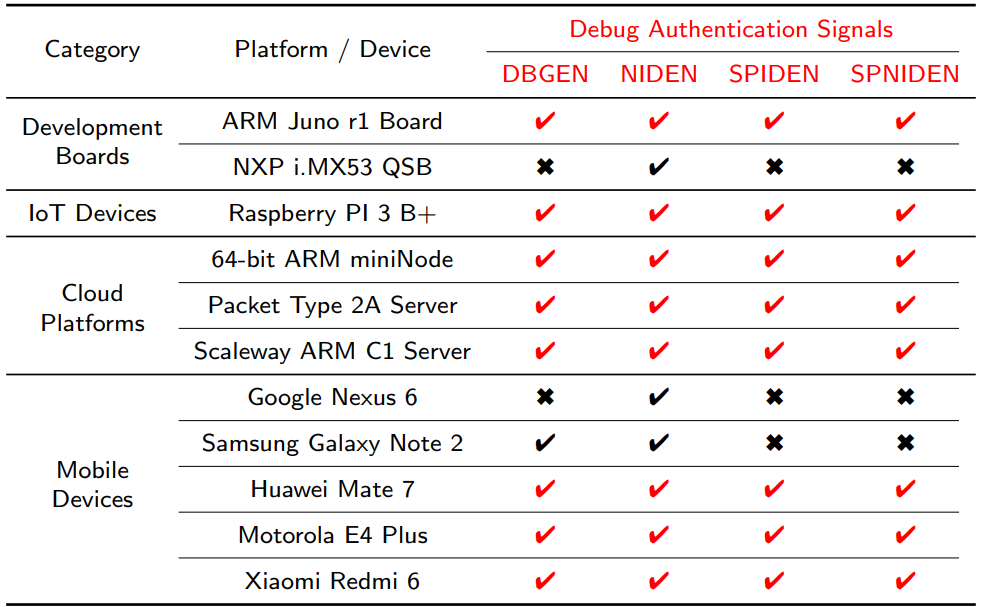 Category Platform / Device Debug Authentication Signals
DBGEN NIDEN SPIDEN SPNIDEN
Development Boards
ARM Juno r1 Board ✔ ✔ ✔ ✔
NXP i.MX53 QSB ✖ ✔ ✖ ✖
IoT Devices Raspberry PI 3 B+ ✔ ✔ ✔ ✔
Cloud Platforms
64-bit ARM miniNode ✔ ✔ ✔ ✔
Packet Type 2A Server ✔ ✔ ✔ ✔
Scaleway ARM C1 Server ✔ ✔ ✔ ✔
Mobile Devices
Google Nexus 6 ✖ ✔ ✖ ✖
Samsung Galaxy Note 2 ✔ ✔ ✖ ✖
Huawei Mate 7 ✔ ✔ ✔ ✔
Motorola E4 Plus ✔ ✔ ✔ ✔
Xiaomi Redmi 6 ✔ ✔ ✔ ✔